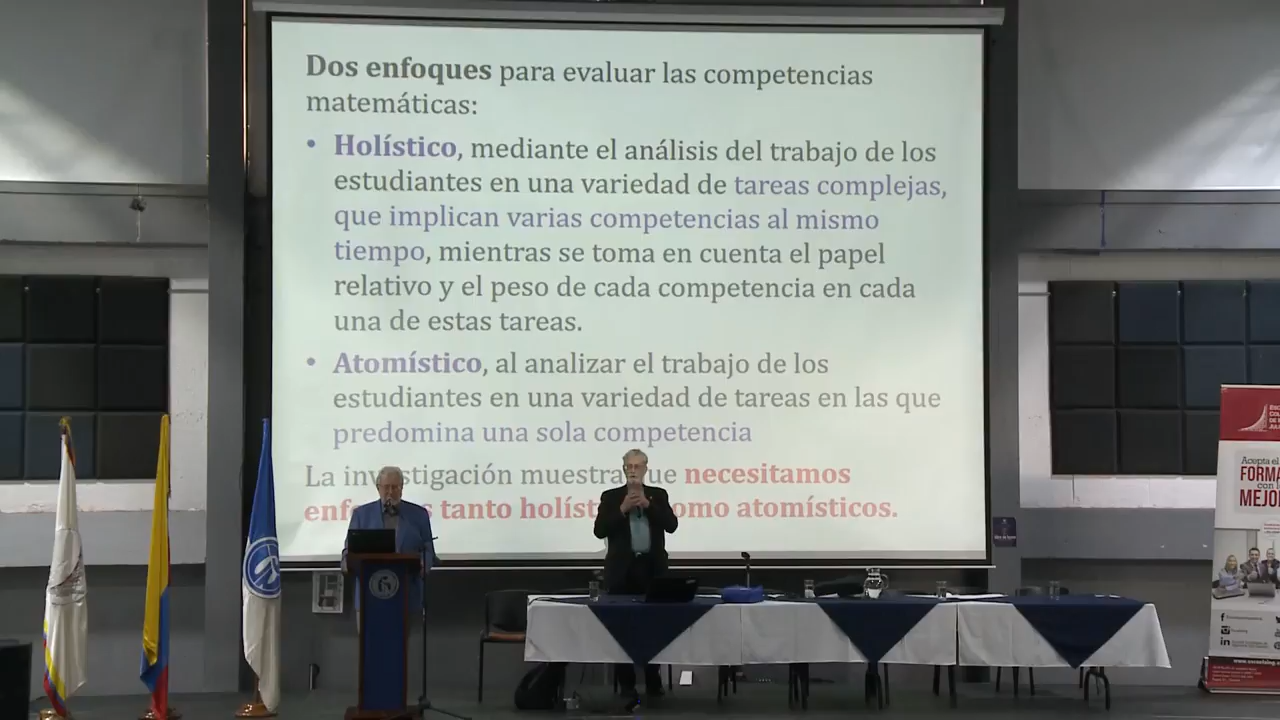 Dos enfoques para evaluar las competencias
matemáticas:
• Holístico, mediante el análisis del trabajo de los
estudiantes en una variedad de tareas complejas,
que implican varias competencias al mismo
tiempo, mientras se toma en cuenta el papel
relativo y el peso de cada competencia en cada
una de estas tareas.
• Atomístico, al analizar el trabajo de los
estudiantes en una variedad de tareas en las que
predomina una sola competencia
La investigación muestra que necesitamos
tanto holíst omo atomísticos.
Acepta el
FORMA
con l
MEJO